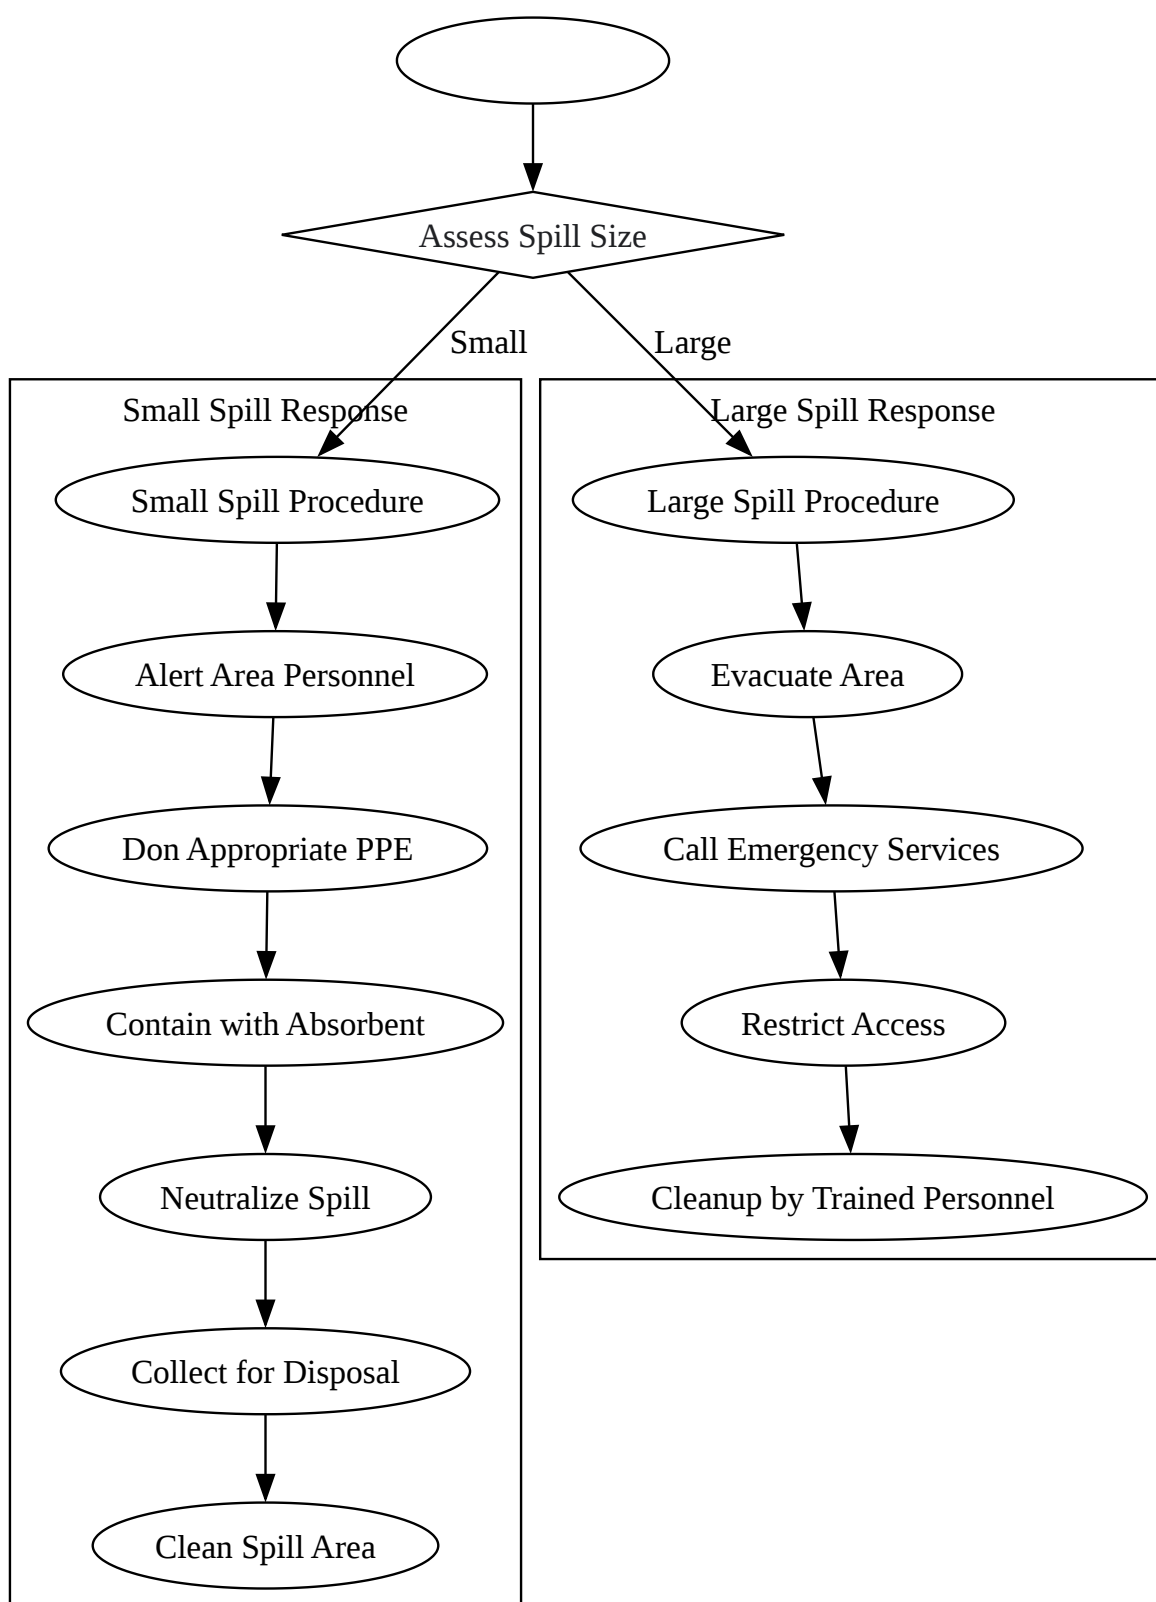 Assess Spill Size
Small
Large
Small Spill Response
Large Spill Response
Small Spill Procedure
Large Spill Procedure
Alert Area Personnel
Evacuate Area
Don Appropriate PPE
Call Emergency Services
Contain with Absorbent
Restrict Access
Neutralize Spill
Cleanup by Trained Personnel
Collect for Disposal
Clean Spill Area